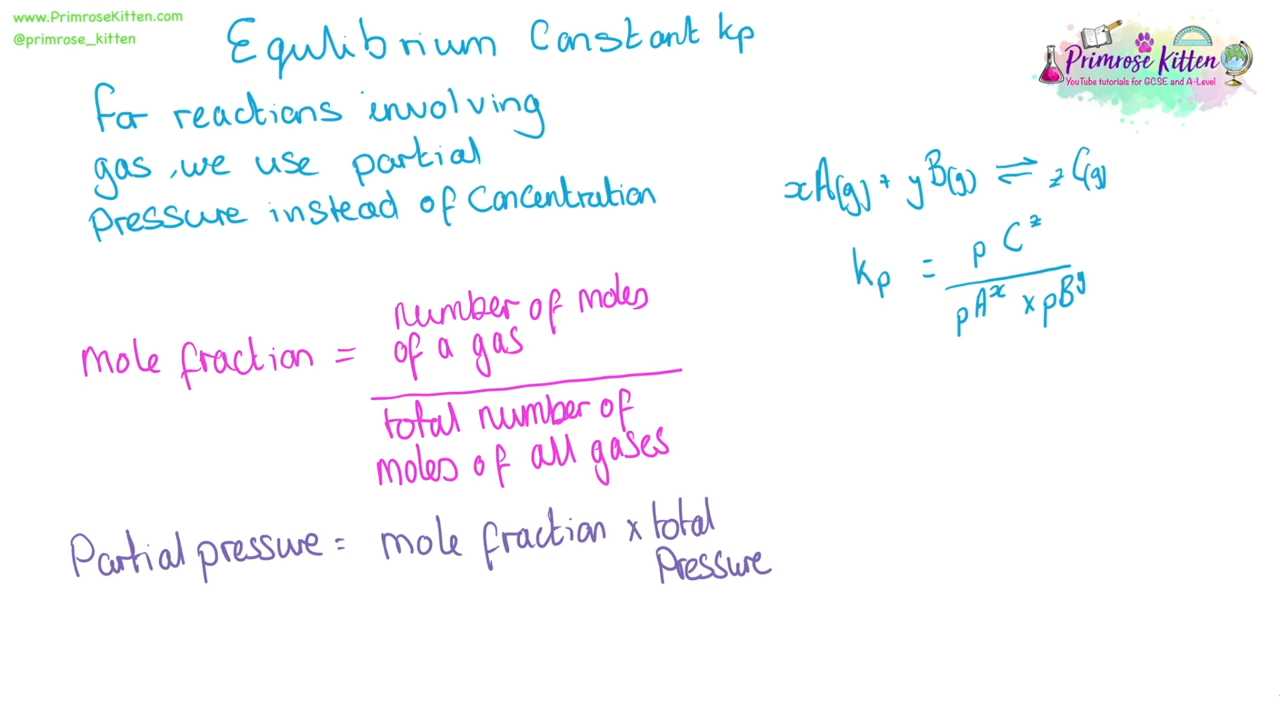 www.PrimroseKitten.com
@primrose_kitten
Equlibrium Constant kp
Primrose Kitten
YouTube tutorials for GCSE and A-Level
For reactions involving
gas, we use partial
pressure instead of Concentration
xA(g) + yB(g) ⇌ zC(g)
kp = pC^z
pA^x × pB^y
mole fraction = number of moles
of a gas
total number of
moles of all gases
Partial pressure = mole fraction × total
Pressure